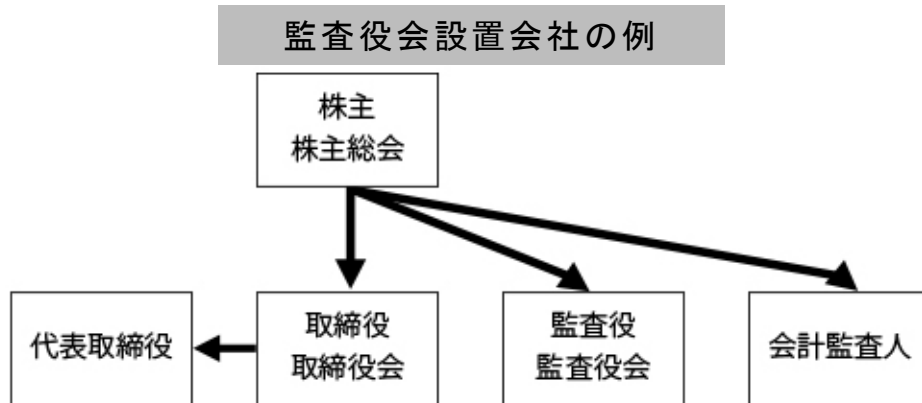 監査役会設置会社の例
株主
株主総会
代表取締役
取締役
取締役会
監査役
監査役会
会計監査人